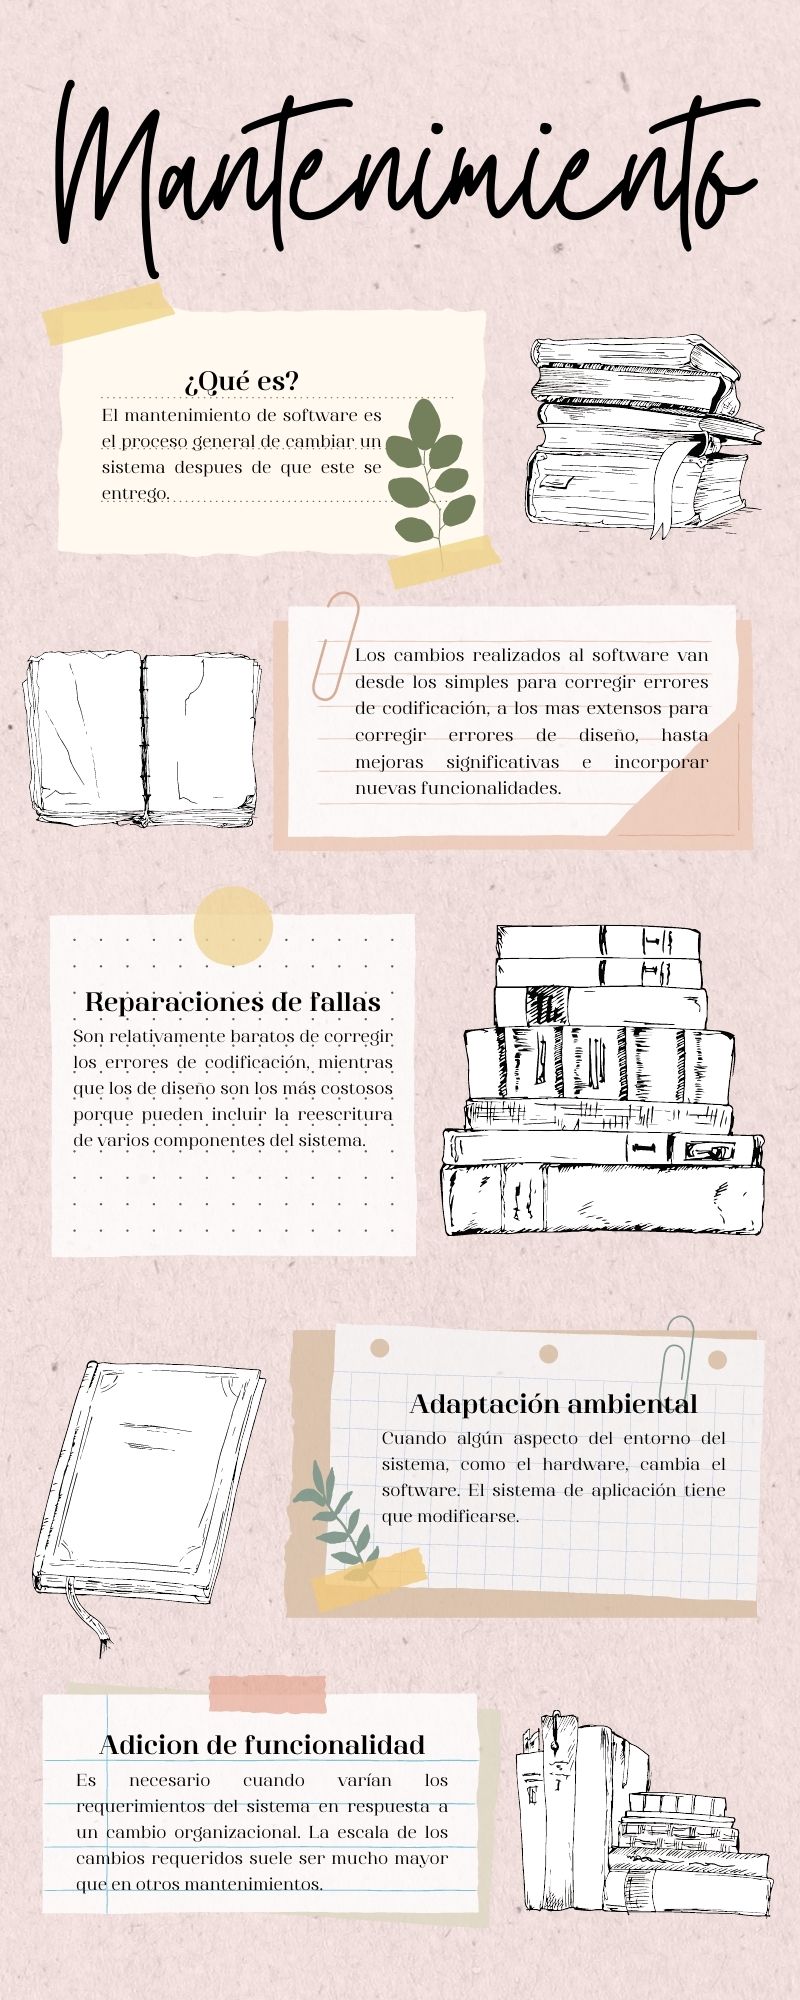 Mantenimiento
¿Qué es?
El mantenimiento de software es
el proceso general de cambiar un
sistema despues de que este se
entrego.
Los cambios realizados al software van
desde los simples para corregir errores
de codificación, a los mas extensos para
corregir errores de diseño, hasta
mejoras significativas e incorporar
nuevas funcionalidades.
Reparaciones de fallas
Son relativamente baratos de corregir
los errores de codificación, mientras
que los de diseño son los más costosos
porque pueden incluir la reescritura
de varios componentes del sistema.
Adaptación ambiental
Cuando algún aspecto del entorno del
sistema, como el hardware, cambia el
software. El sistema de aplicación tiene
que modificarse.
Adicion de funcionalidad
Es necesario cuando varían los
requerimientos del sistema en respuesta a
un cambio organizacional. La escala de los
cambios requeridos suele ser mucho mayor
que en otros mantenimientos.